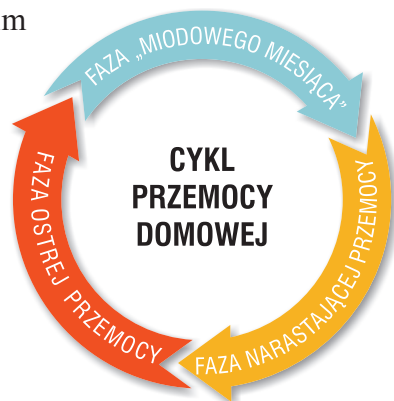 m
FAZA „MIODOWEGO MIESIĄCA”
CYKL
PRZEMOCY
DOMOWEJ
FAZA NARASTAJĄCEJ PRZEMOCY
FAZA OSTREJ PRZEMOCY